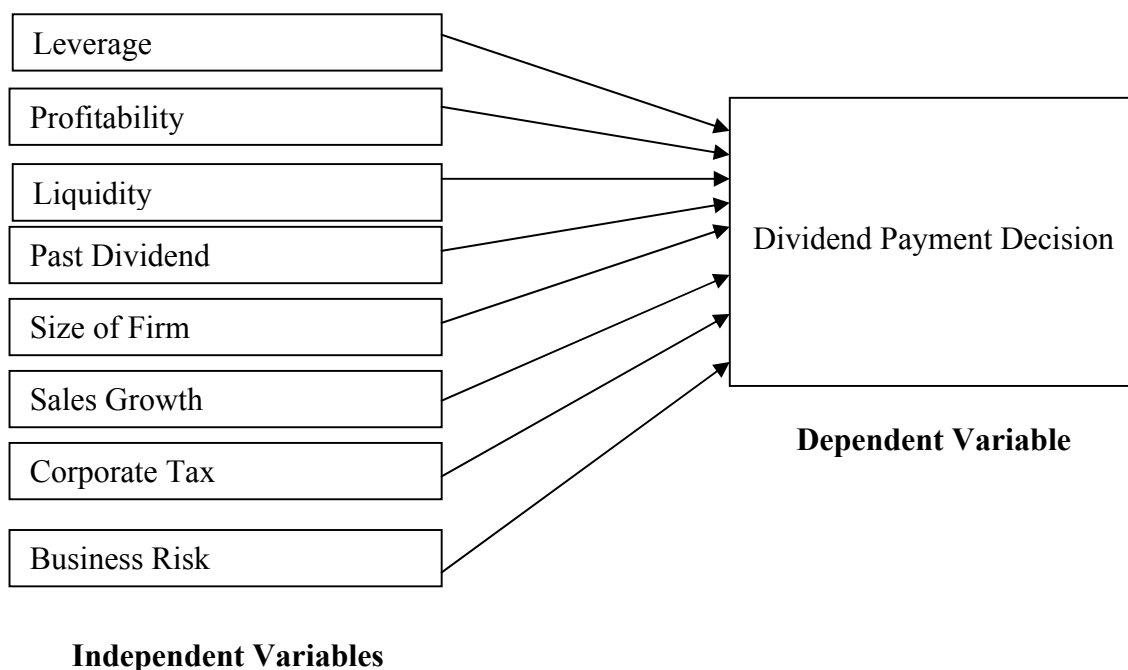 Leverage
Profitability
Liquidity
Past Dividend
Size of Firm
Sales Growth
Corporate Tax
Business Risk
Independent Variables
Dividend Payment Decision
Dependent Variable